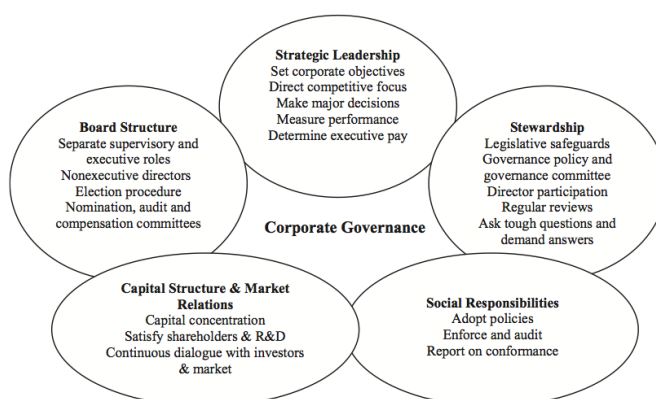 Strategic Leadership
Set corporate objectives
Direct competitive focus
Make major decisions
Measure performance
Determine executive pay
Board Structure
Separate supervisory and
executive roles
Nonexecutive directors
Election procedure
Nomination, audit and
compensation committees
Stewardship
Legislative safeguards
Governance policy and
governance committee
Director participation
Regular reviews
Ask tough questions and
demand answers
Corporate Governance
Capital Structure & Market
Relations
Capital concentration
Satisfy shareholders & R&D
Continuous dialogue with investors
& market
Social Responsibilities
Adopt policies
Enforce and audit
Report on conformance